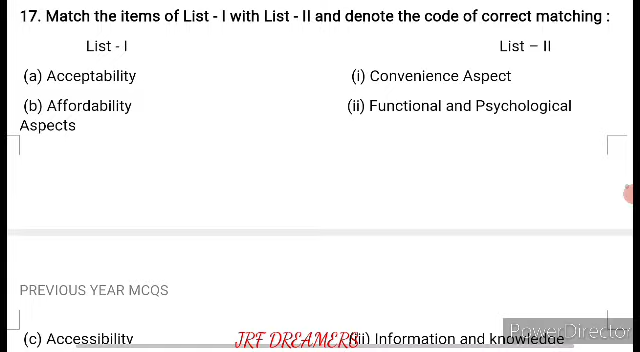 17. Match the items of List - I with List - II and denote the code of correct matching :
List - I List – II
(a) Acceptability (i) Convenience Aspect
(b) Affordability (ii) Functional and Psychological
Aspects
PREVIOUS YEAR MCQS
PowerDirector
(c) Accessibility JRF DREAMERS (iii) Information and knowledge